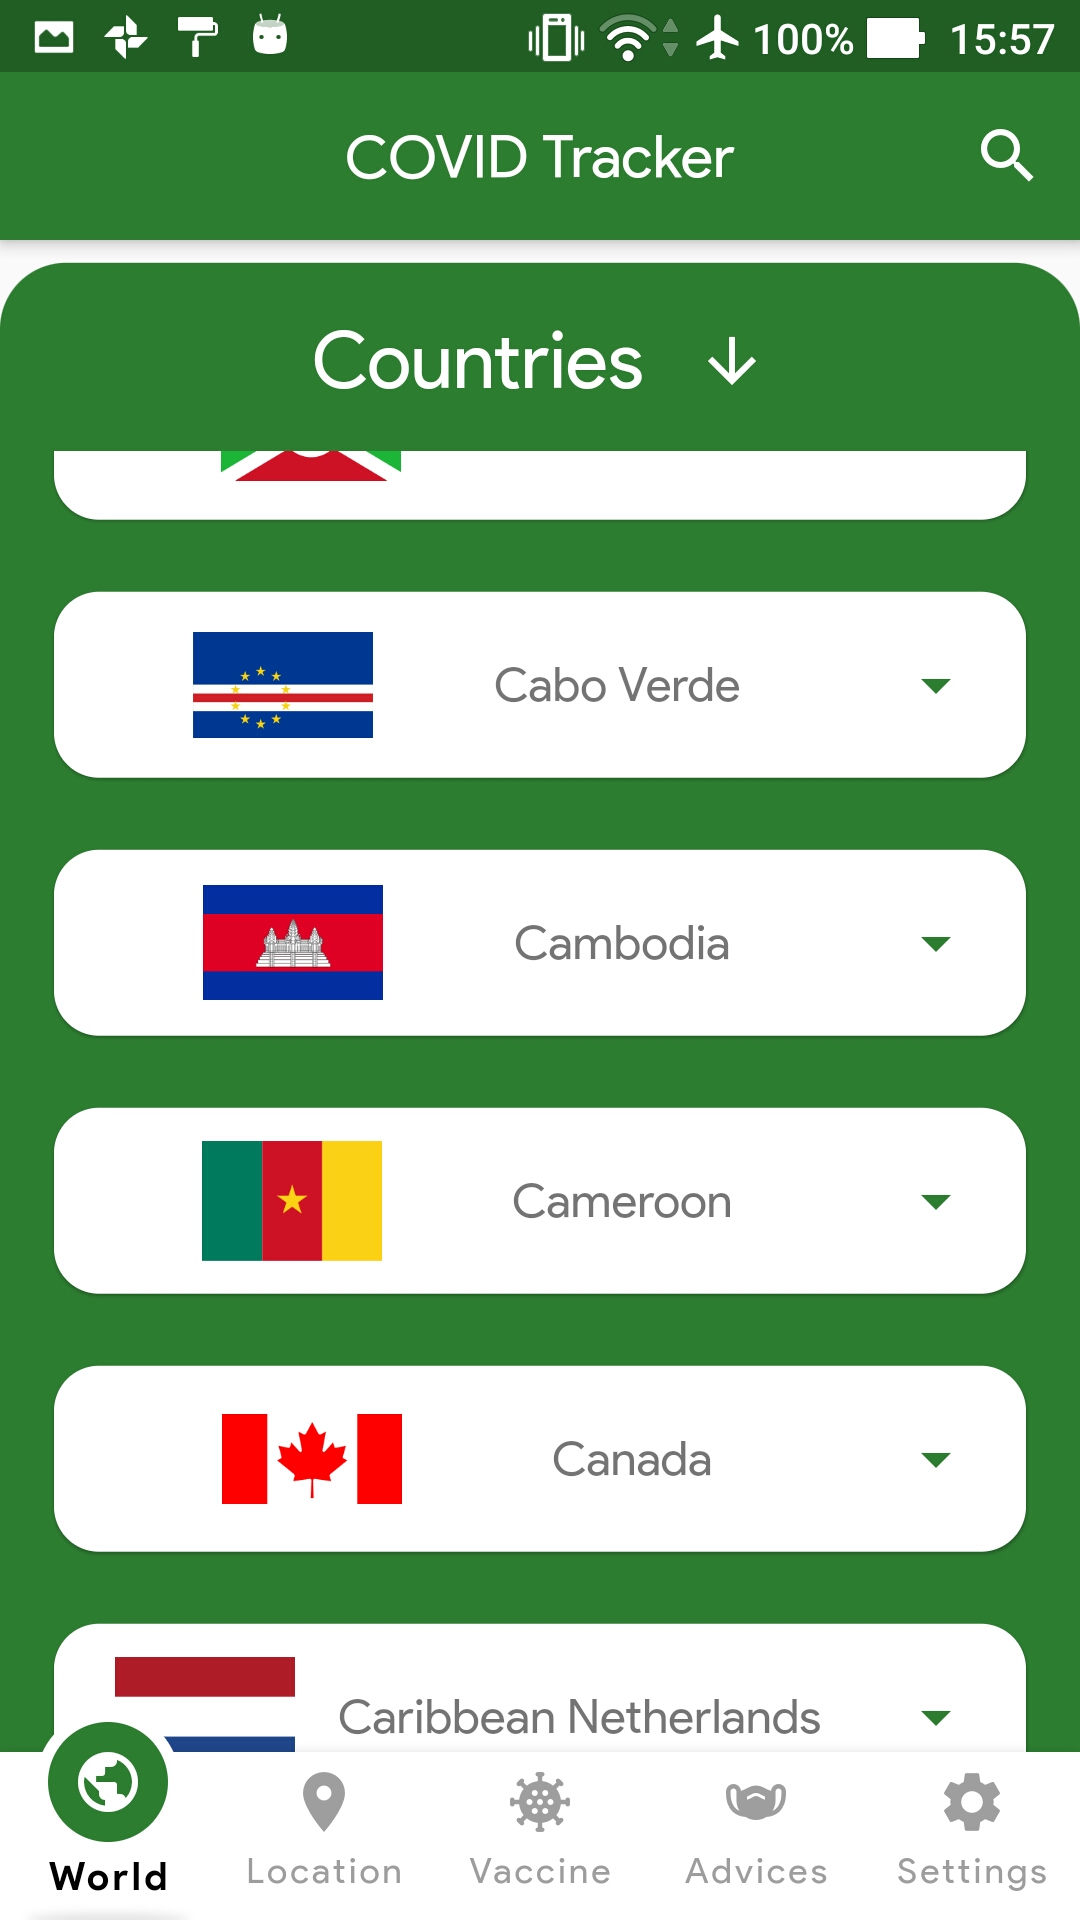 100% 15:57
COVID Tracker
Countries
Cabo Verde
Cambodia
Cameroon
Canada
Caribbean Netherlands
World Location Vaccine Advices Settings